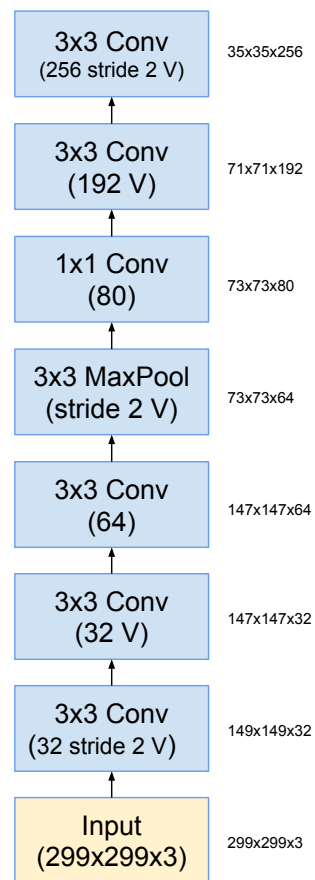 3x3 Conv
(256 stride 2 V)
35x35x256
3x3 Conv
(192 V)
71x71x192
1x1 Conv
(80)
73x73x80
3x3 MaxPool
(stride 2 V)
73x73x64
3x3 Conv
(64)
147x147x64
3x3 Conv
(32 V)
147x147x32
3x3 Conv
(32 stride 2 V)
149x149x32
Input
(299x299x3)
299x299x3